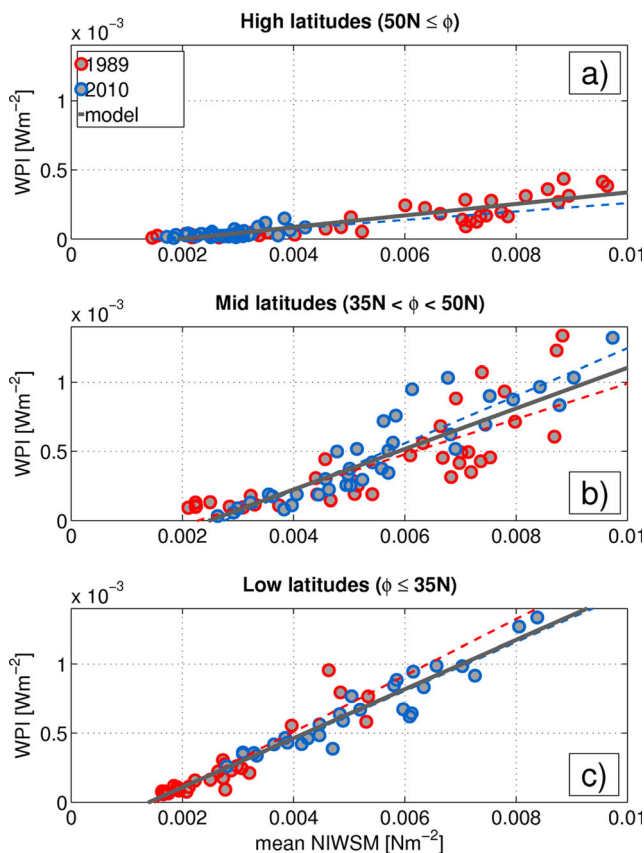 x 10⁻³
High latitudes (50N ≤ ϕ)
a)
1989
2010
model
WPI [Wm⁻²]
1
0.5
0
0.002
0.004
0.006
0.008
0.01
x 10⁻³
Mid latitudes (35N < ϕ < 50N)
WPI [Wm⁻²]
1
0.5
0
b)
0.002
0.004
0.006
0.008
0.01
x 10⁻³
Low latitudes (ϕ ≤ 35N)
WPI [Wm⁻²]
1
0.5
0
c)
0.002
0.004
0.006
0.008
0.01
mean NIWSM [Nm⁻²]